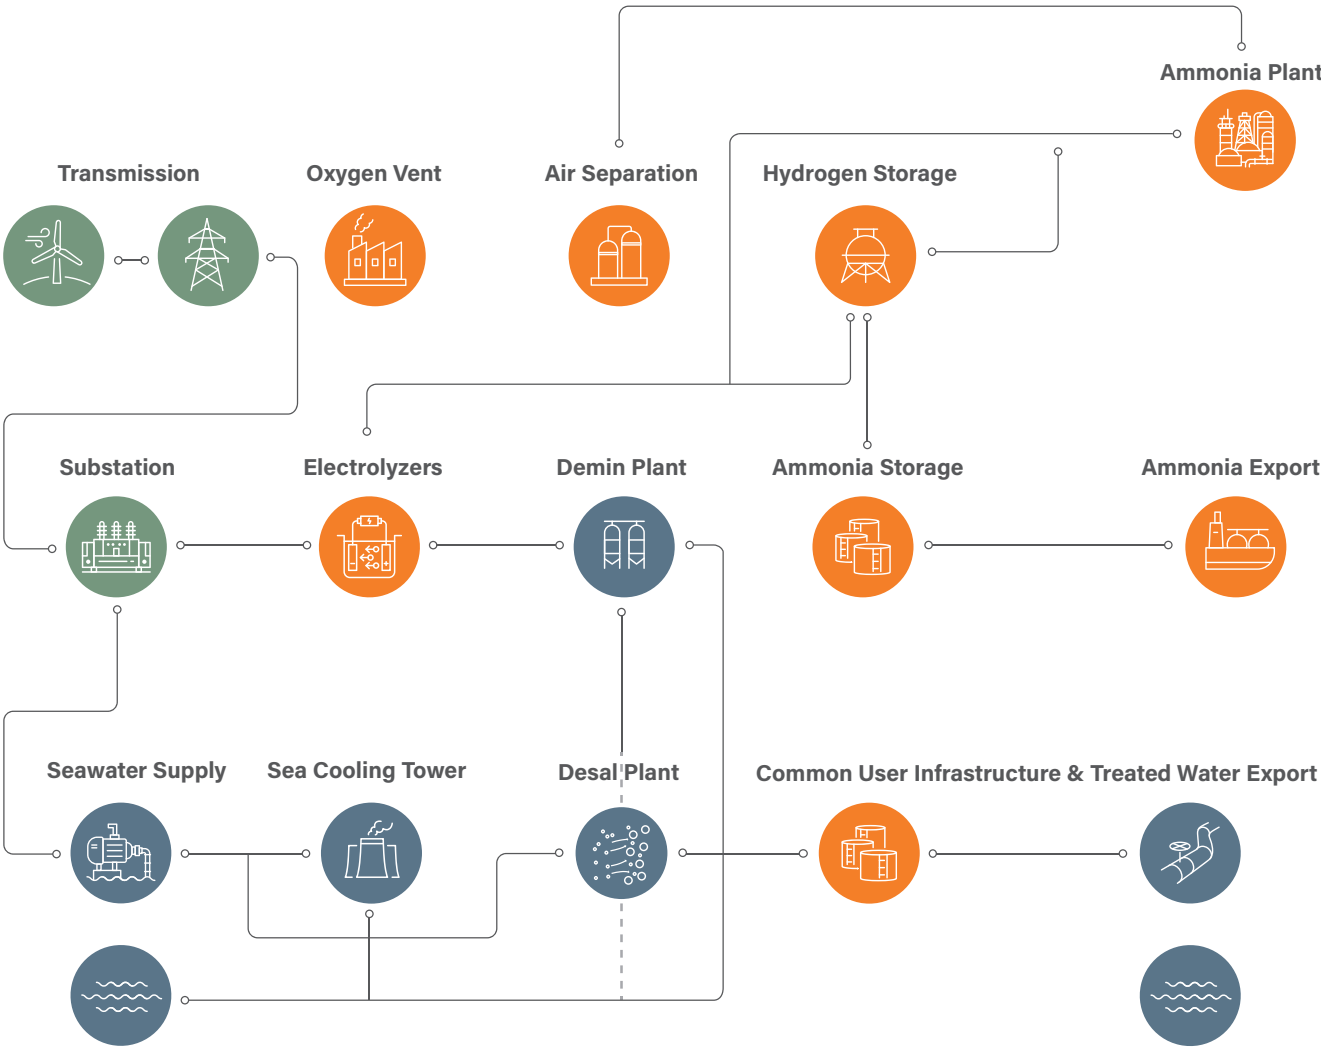 Ammonia Plant
Transmission
Oxygen Vent
Air Separation
Hydrogen Storage
Substation
Electrolyzers
Demin Plant
Ammonia Storage
Ammonia Export
Seawater Supply
Sea Cooling Tower
Desal Plant
Common User Infrastructure & Treated Water Export